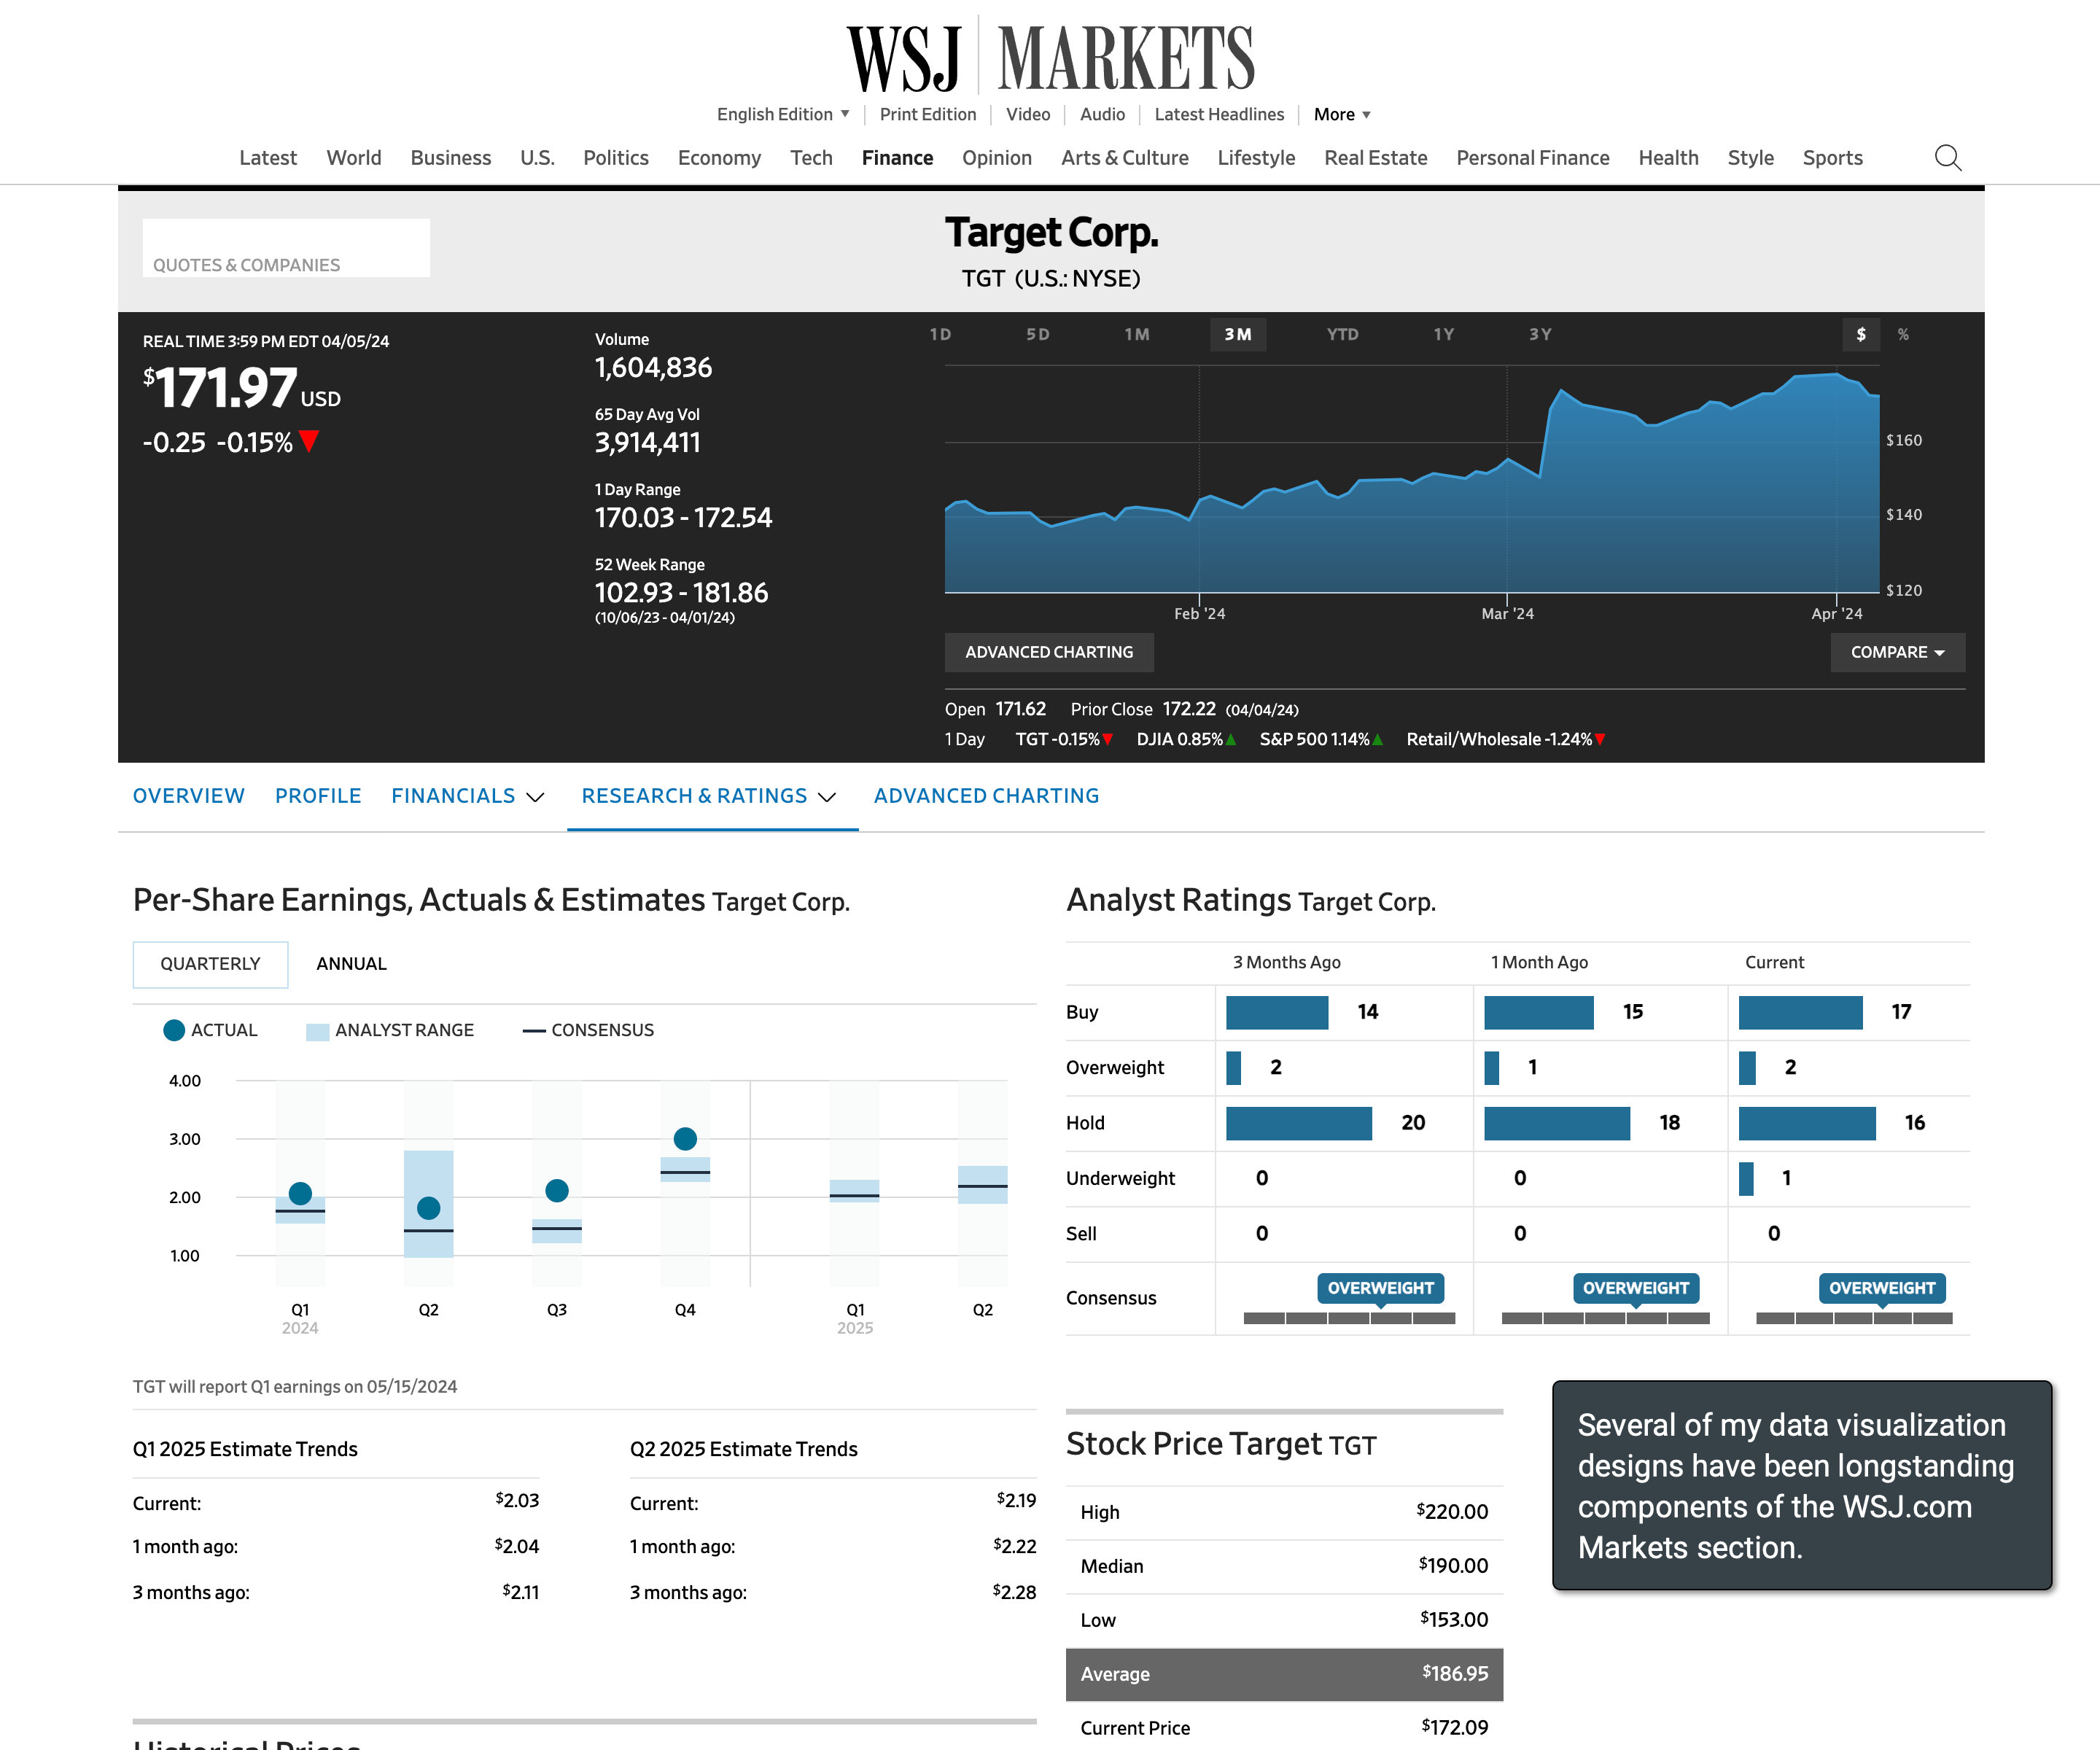 WSJ MARKETS
English Edition Print Edition Video Audio Latest Headlines More
Latest World Business U.S. Politics Economy Tech Finance Opinion Arts & Culture Lifestyle Real Estate Personal Finance Health Style Sports
QUOTES & COMPANIES
Target Corp.
TGT (U.S.: NYSE)
REAL TIME 3:59 PM EDT 04/05/24
$171.97 USD
-0.25 -0.15%
Volume
1,604,836
65 Day Avg Vol
3,914,411
1 Day Range
170.03 - 172.54
52 Week Range
102.93 - 181.86
(10/06/23 - 04/01/24)
1D 5D 1M 3M YTD 1Y 3Y $ %
$160
$140
$120
Feb '24 Mar '24 Apr '24
ADVANCED CHARTING COMPARE
Open 171.62 Prior Close 172.22 (04/04/24)
1 Day TGT -0.15% DJIA 0.85% S&P 500 1.14% Retail/Wholesale -1.24%
OVERVIEW PROFILE FINANCIALS RESEARCH & RATINGS ADVANCED CHARTING
Per-Share Earnings, Actuals & Estimates Target Corp.
QUARTERLY ANNUAL
ACTUAL ANALYST RANGE CONSENSUS
4.00
3.00
2.00
1.00
Q1 Q2 Q3 Q4 Q1 Q2
2024 2025
TGT will report Q1 earnings on 05/15/2024
Q1 2025 Estimate Trends
Current: $2.03
1 month ago: $2.04
3 months ago: $2.11
Q2 2025 Estimate Trends
Current: $2.19
1 month ago: $2.22
3 months ago: $2.28
Analyst Ratings Target Corp.
3 Months Ago 1 Month Ago Current
Buy 14 15 17
Overweight 2 1 2
Hold 20 18 16
Underweight 0 0 1
Sell 0 0 0
Consensus OVERWEIGHT OVERWEIGHT OVERWEIGHT
Stock Price Target TGT
High $220.00
Median $190.00
Low $153.00
Average $186.95
Current Price $172.09
Several of my data visualization
designs have been longstanding
components of the WSJ.com
Markets section.
Historical Prices